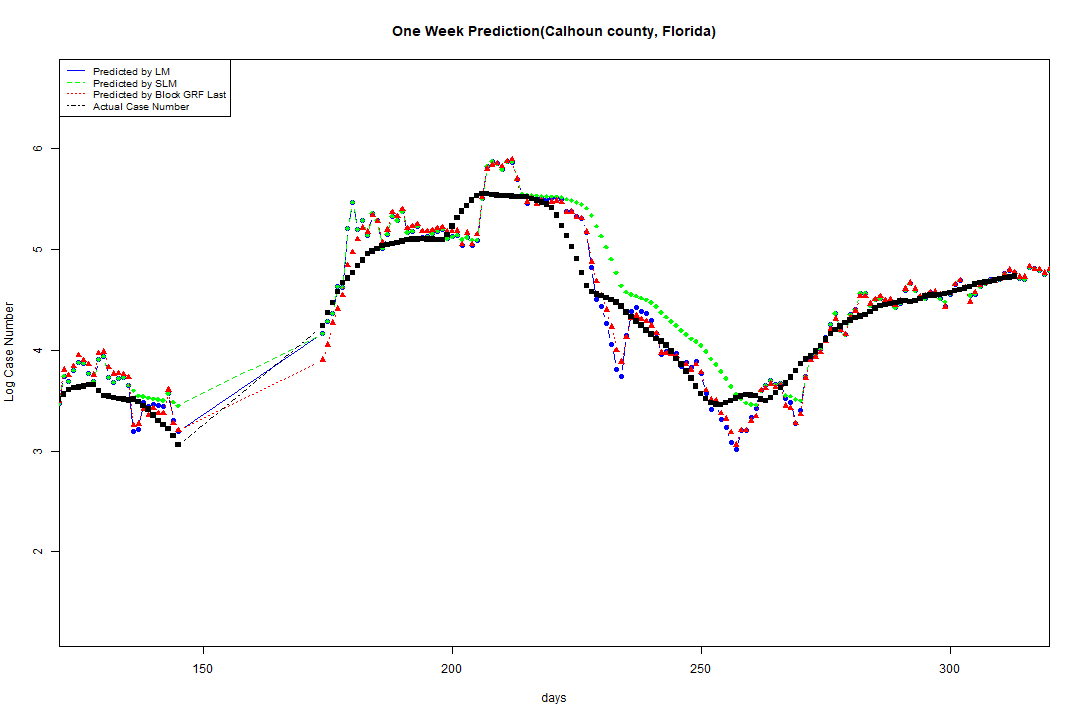 One Week Prediction(Calhoun county, Florida)
Predicted by LM
Predicted by SLM
Predicted by Block GRF Last
Actual Case Number
6
5
4
3
2
Log Case Number
150 200 250 300
days